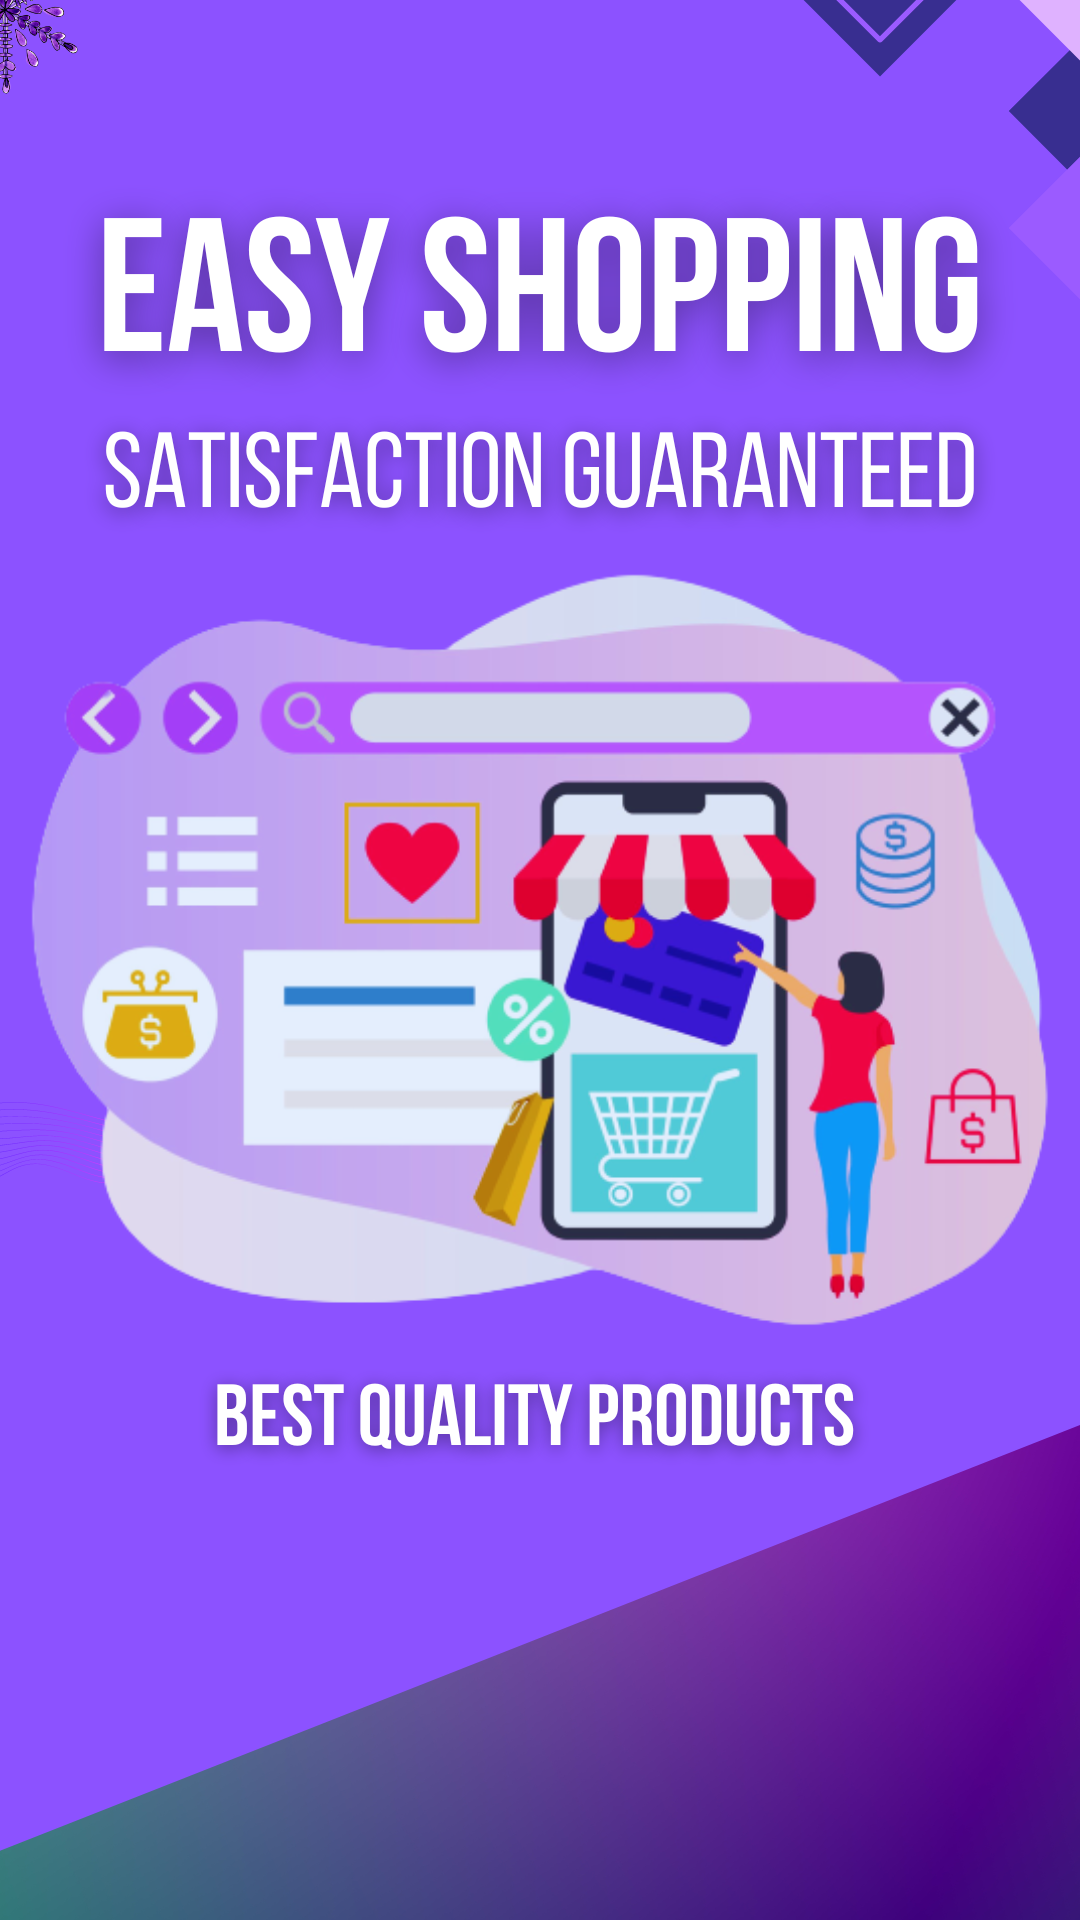 EASY SHOPPING
SATISFACTION GUARANTEED
$
$
%
$
BEST QUALITY PRODUCTS